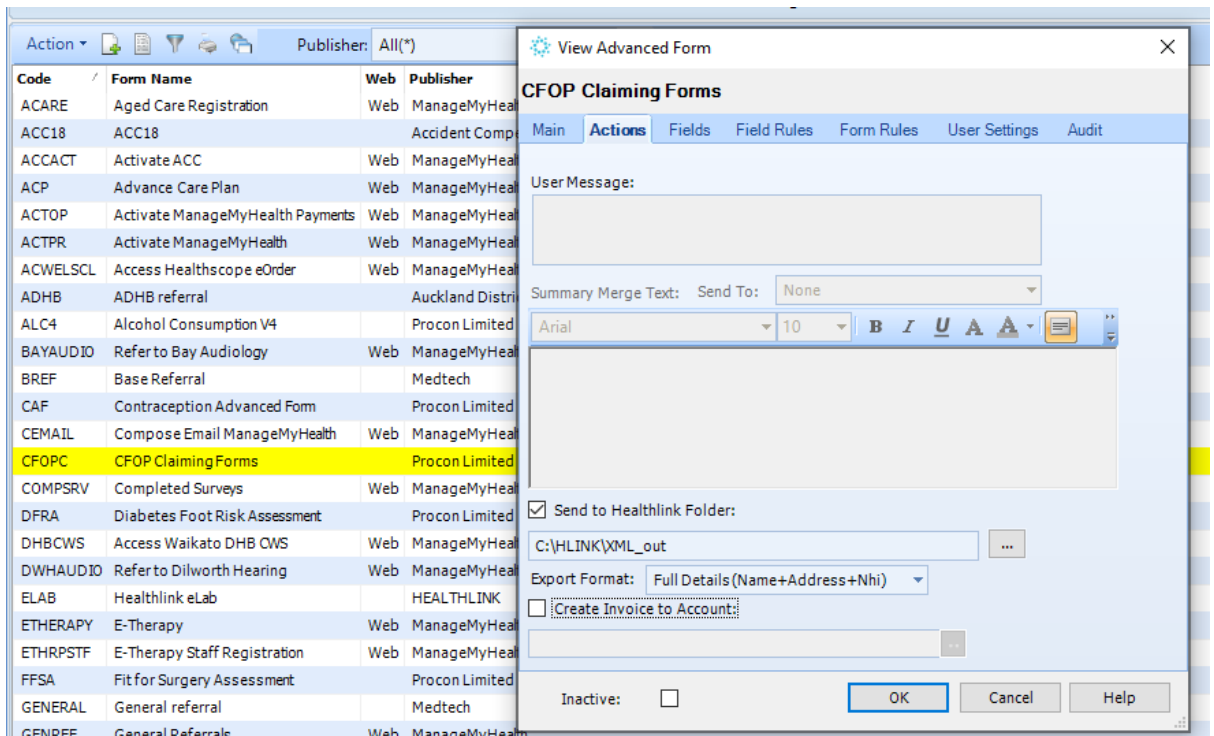 Action Publisher: All(*)
Code Form Name Web Publisher
ACARE Aged Care Registration Web ManageMyHeal
ACC18 ACC18 Accident Compe
ACCACT Activate ACC Web ManageMyHeal
ACP Advance Care Plan Web ManageMyHeal
ACTOP Activate ManageMyHealth Payments Web ManageMyHeal
ACTPR Activate ManageMyHealth Web ManageMyHeal
ACWELSCL Access Healthscope eOrder Web ManageMyHeal
ADHB ADHB referral Auckland Distri
ALC4 Alcohol Consumption V4 Procon Limited
BAYAUDIO Refer to Bay Audiology Web ManageMyHeal
BREF Base Referral Medtech
CAF Contraception Advanced Form Procon Limited
CEMAIL Compose Email ManageMyHealth Web ManageMyHeal
CFOPC CFOP Claiming Forms Procon Limited
COMPSRV Completed Surveys Web ManageMyHeal
DFRA Diabetes Foot Risk Assessment Procon Limited
DHBCWS Access Waikato DHB CWS Web ManageMyHeal
DWHAUDIO Refer to Dilworth Hearing Web ManageMyHeal
ELAB Healthlink eLab HEALTHLINK
ETHERAPY E-Therapy Web ManageMyHeal
ETHRPSTF E-Therapy Staff Registration Web ManageMyHeal
FFSA Fit for Surgery Assessment Procon Limited
GENERAL General referral Medtech
GENREF General Referrals Web ManageMyHealth
View Advanced Form
CFOP Claiming Forms
Main Actions Fields Field Rules Form Rules User Settings Audit
User Message:
Summary Merge Text: Send To: None
Arial 10 B I U A A
Send to Healthlink Folder:
C:\HLINK\XML_out ...
Export Format: Full Details (Name+Address+Nhi)
Create Invoice to Account:
...
Inactive: OK Cancel Help